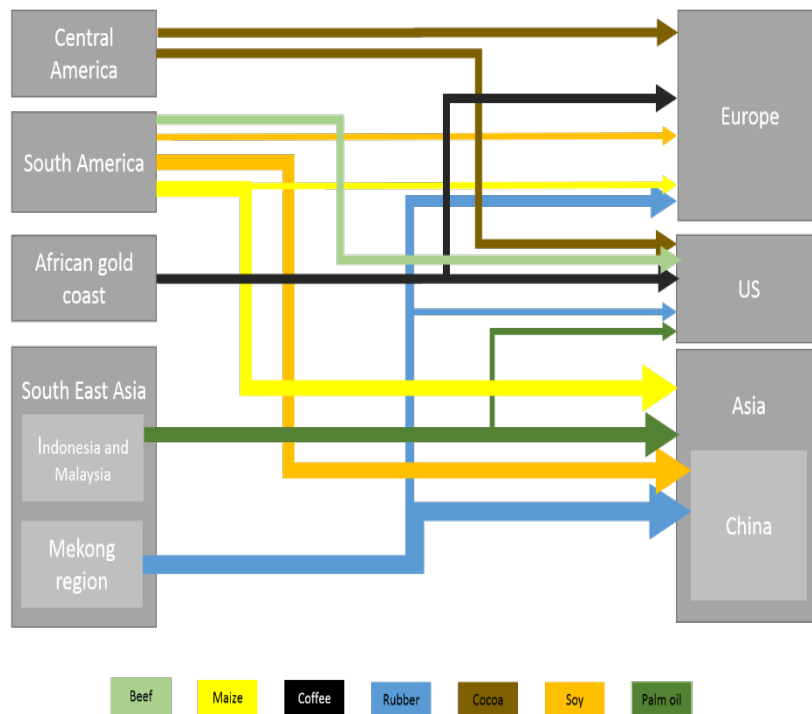 Central
America
South America
African gold
coast
South East Asia
Indonesia and
Malaysia
Mekong
region
Europe
US
Asia
China
Beef
Maize
Coffee
Rubber
Cocoa
Soy
Palm oil